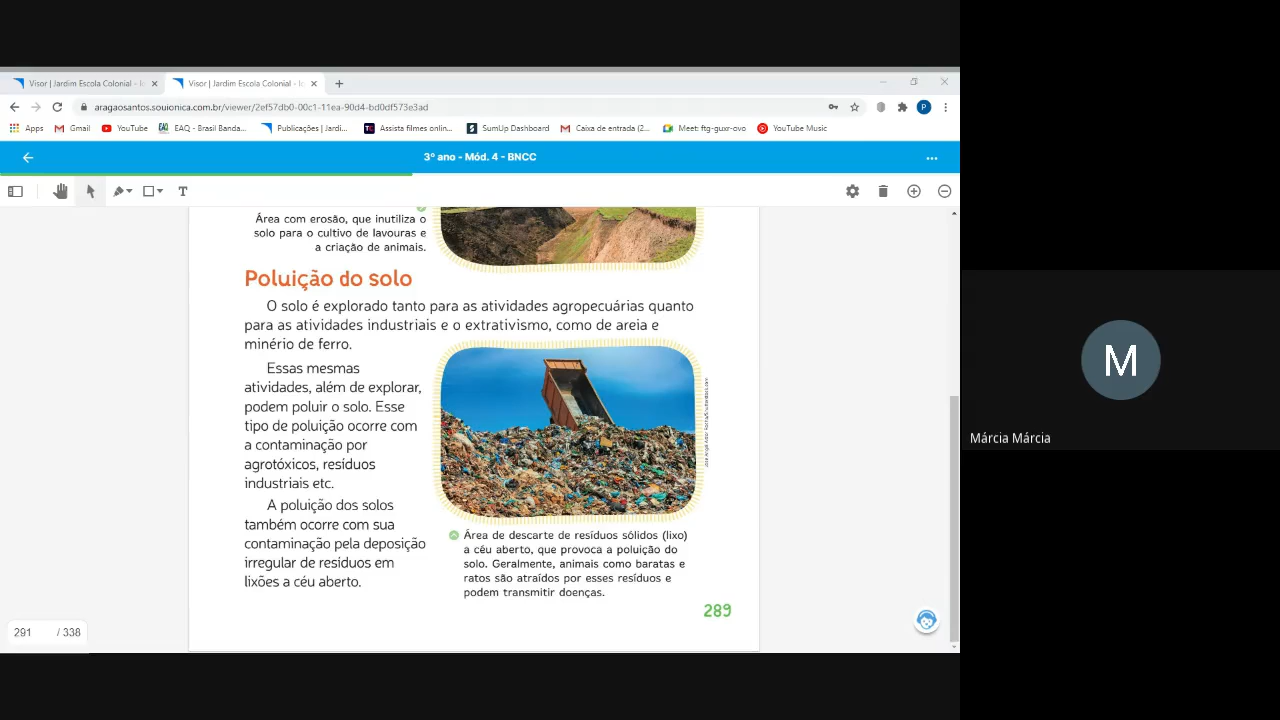 Visor | Jardim Escola Colonial - Io
Visor | Jardim Escola Colonial - Io
aragaosantos.souionica.com.br/viewer/2ef57db0-00c1-11ea-90d4-bd0df573e3ad
P
Apps
Gmail
YouTube
EAQ - Brasil Banda...
Publicações | Jardi...
Assista filmes onlin...
SumUp Dashboard
Caixa de entrada (2...
Meet: ftg-guxr-ovo
YouTube Music
3º ano - Mód. 4 - BNCC
T
Área com erosão, que inutiliza o
solo para o cultivo de lavouras e
a criação de animais.
Poluição do solo
O solo é explorado tanto para as atividades agropecuárias quanto
para as atividades industriais e o extrativismo, como de areia e
minério de ferro.
Essas mesmas
atividades, além de explorar,
podem poluir o solo. Esse
tipo de poluição ocorre com
a contaminação por
agrotóxicos, resíduos
industriais etc.
A poluição dos solos
também ocorre com sua
contaminação pela deposição
irregular de resíduos em
lixões a céu aberto.
Área de descarte de resíduos sólidos (lixo)
a céu aberto, que provoca a poluição do
solo. Geralmente, animais como baratas e
ratos são atraídos por esses resíduos e
podem transmitir doenças.
289
291 / 338
M
Márcia Márcia